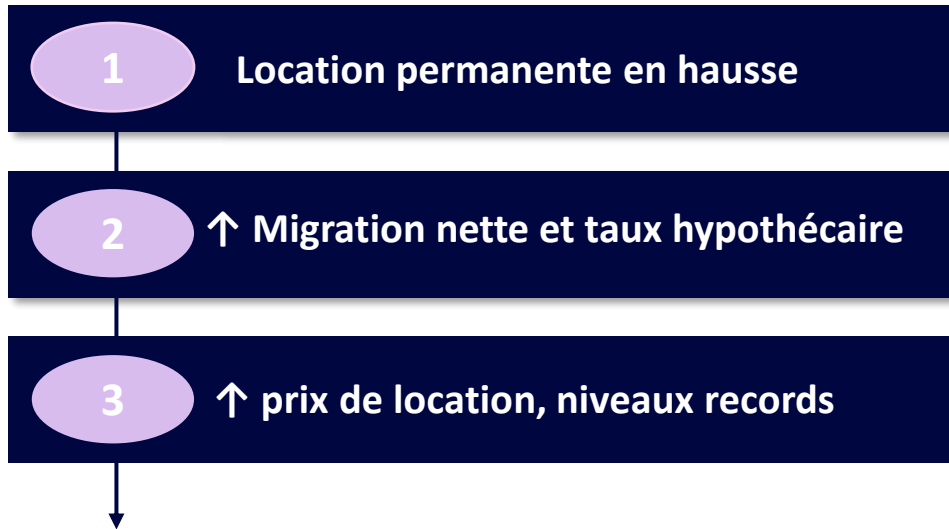 1 Location permanente en hausse
2 ↑ Migration nette et taux hypothécaire
3 ↑ prix de location, niveaux records